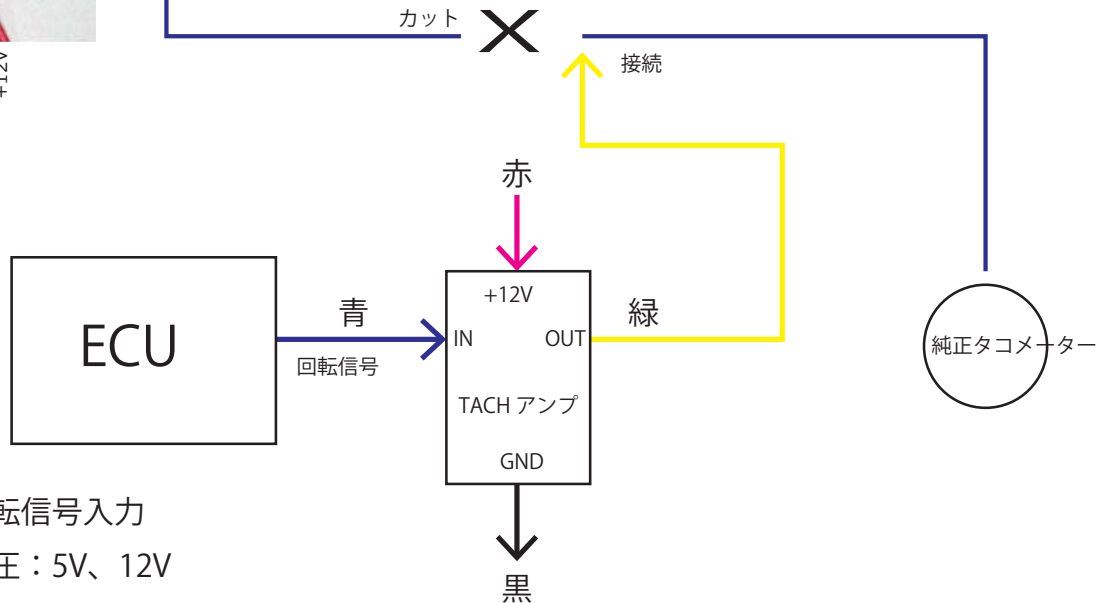 カット
接続
+12V
赤
+12V
青
緑
IN
OUT
ECU
回転信号
純正タコメーター
TACH アンプ
GND
転信号入力
圧：5V、12V
黒